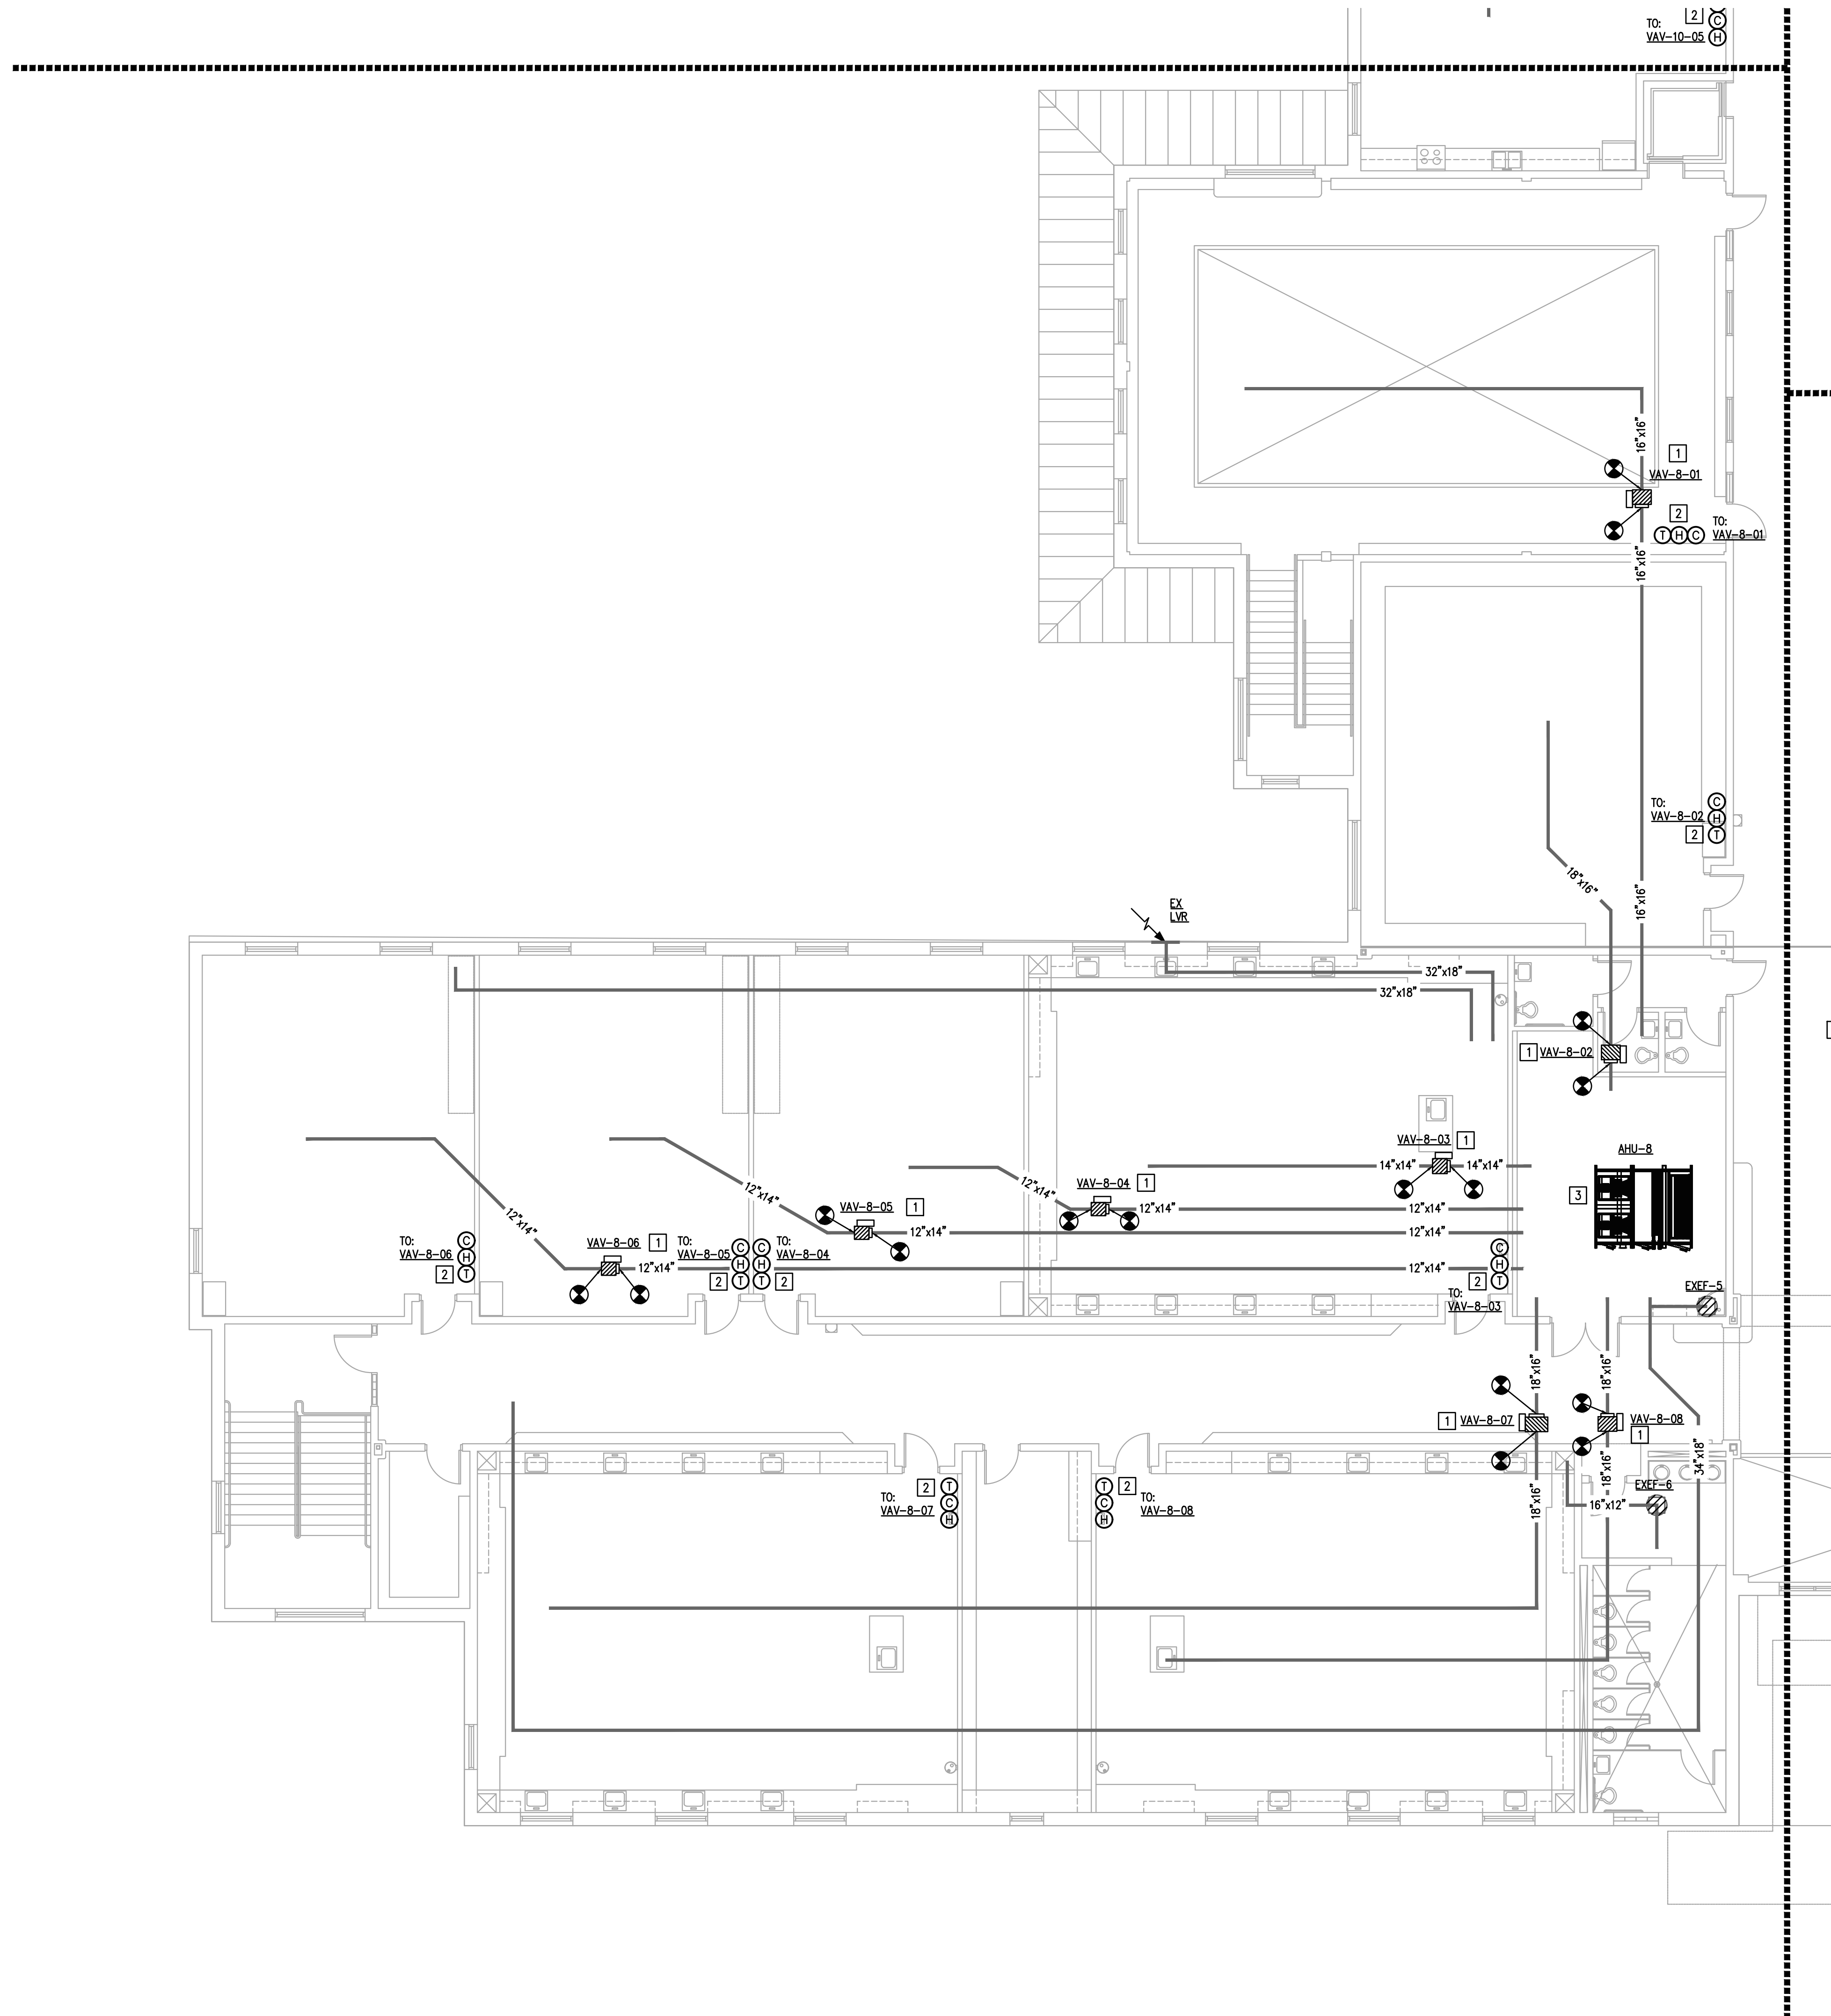 2
C
TO:
VAV-10-05
H
16"x16"
1
VAV-8-01
2
T H C
TO:
VAV-8-01
16"x16"
C
TO:
VAV-8-02
H
2
T
18"x16"
16"x16"
EX
LVR
32"x18"
32"x18"
1
VAV-8-02
AHU-8
3
VAV-8-03
1
14"x14"
14"x14"
VAV-8-04
1
12"x14"
12"x14"
12"x14"
VAV-8-05
1
12"x14"
12"x14"
12"x14"
VAV-8-06
1
12"x14"
12"x14"
12"x14"
C
TO:
VAV-8-06
H
2
T
C
TO:
VAV-8-05
H
2
T
C
TO:
VAV-8-04
H
T
2
C
H
2
T
TO:
VAV-8-03
EXEF-5
18"x16"
18"x16"
1
VAV-8-07
VAV-8-08
1
34"x18"
18"x16"
18"x16"
EXEF-6
16"x12"
2
T
TO:
C
VAV-8-07
H
T
2
C
TO:
VAV-8-08
H